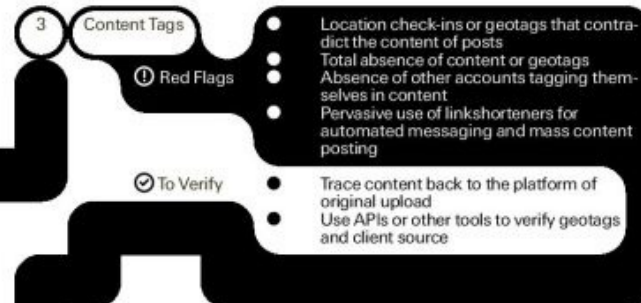 3 Content Tags
Red Flags
Location check-ins or geotags that contra-
dict the content of posts
Total absence of content or geotags
Absence of other accounts tagging them-
selves in content
Pervasive use of linkshorteners for
automated messaging and mass content
posting
To Verify
Trace content back to the platform of
original upload
Use APIs or other tools to verify geotags
and client source